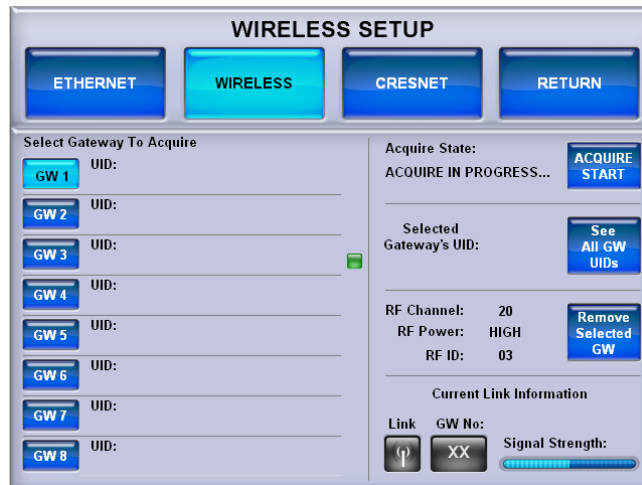 WIRELESS SETUP
ETHERNET
WIRELESS
CRESNET
RETURN
Select Gateway To Acquire
GW 1 UID:
GW 2 UID:
GW 3 UID:
GW 4 UID:
GW 5 UID:
GW 6 UID:
GW 7 UID:
GW 8 UID:
Acquire State:
ACQUIRE IN PROGRESS...
ACQUIRE
START
Selected
Gateway's UID:
See
All GW
UIDs
RF Channel: 20
RF Power: HIGH
RF ID: 03
Remove
Selected
GW
Current Link Information
Link GW No:
XX
Signal Strength: